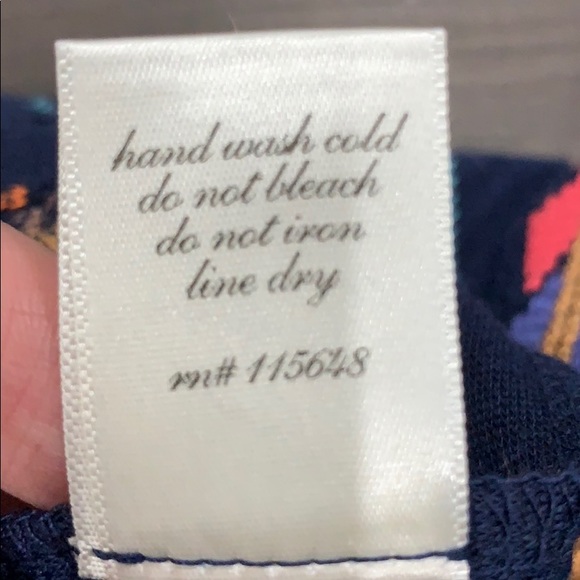 hand wash cold
do not bleach
do not iron
line dry
rn# 115648